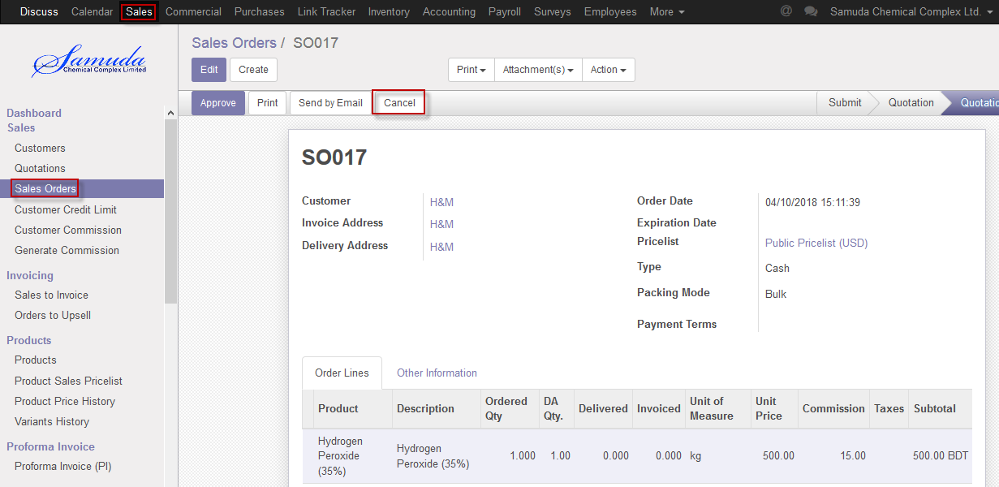 Discuss Calendar Sales Commercial Purchases Link Tracker Inventory Accounting Payroll Surveys Employees More @ Samuda Chemical Complex Ltd.
Samuda
Chemical Complex Limited
Dashboard
Sales
Customers
Quotations
Sales Orders
Customer Credit Limit
Customer Commission
Generate Commission
Invoicing
Sales to Invoice
Orders to Upsell
Products
Products
Product Sales Pricelist
Product Price History
Variants History
Proforma Invoice
Proforma Invoice (PI)
Sales Orders / SO017
Edit Create Print Attachment(s) Action
Approve Print Send by Email Cancel Submit Quotation Quotatio
SO017
Customer H&M
Invoice Address H&M
Delivery Address H&M
Order Date 04/10/2018 15:11:39
Expiration Date
Pricelist Public Pricelist (USD)
Type Cash
Packing Mode Bulk
Payment Terms
Order Lines Other Information
Product Description Ordered Qty DA Qty. Delivered Invoiced Unit of Measure Unit Price Commission Taxes Subtotal
Hydrogen Peroxide (35%) Hydrogen Peroxide (35%) 1.000 1.00 0.000 0.000 kg 500.00 15.00 500.00 BDT